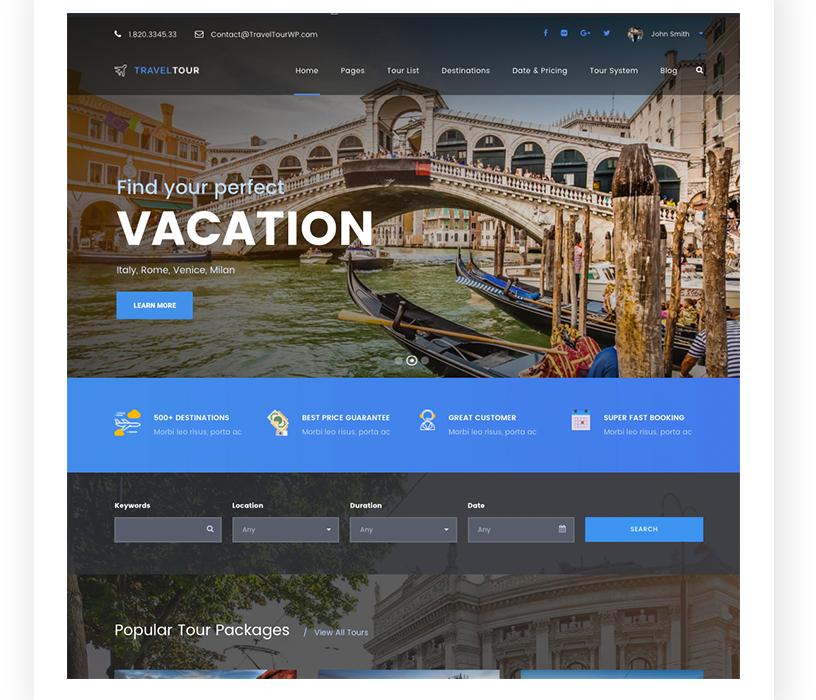 1.820.3345.33 Contact@TravelTourWP.com John Smith
TRAVELTOUR Home Pages Tour List Destinations Date & Pricing Tour System Blog
Find your perfect
VACATION
Italy, Rome, Venice, Milan
LEARN MORE
500+ DESTINATIONS
Morbi leo risus, porta ac
BEST PRICE GUARANTEE
Morbi leo risus, porta ac
GREAT CUSTOMER
Morbi leo risus, porta ac
SUPER FAST BOOKING
Morbi leo risus, porta ac
Keywords Location Duration Date
Any Any Any SEARCH
Popular Tour Packages / View All Tours